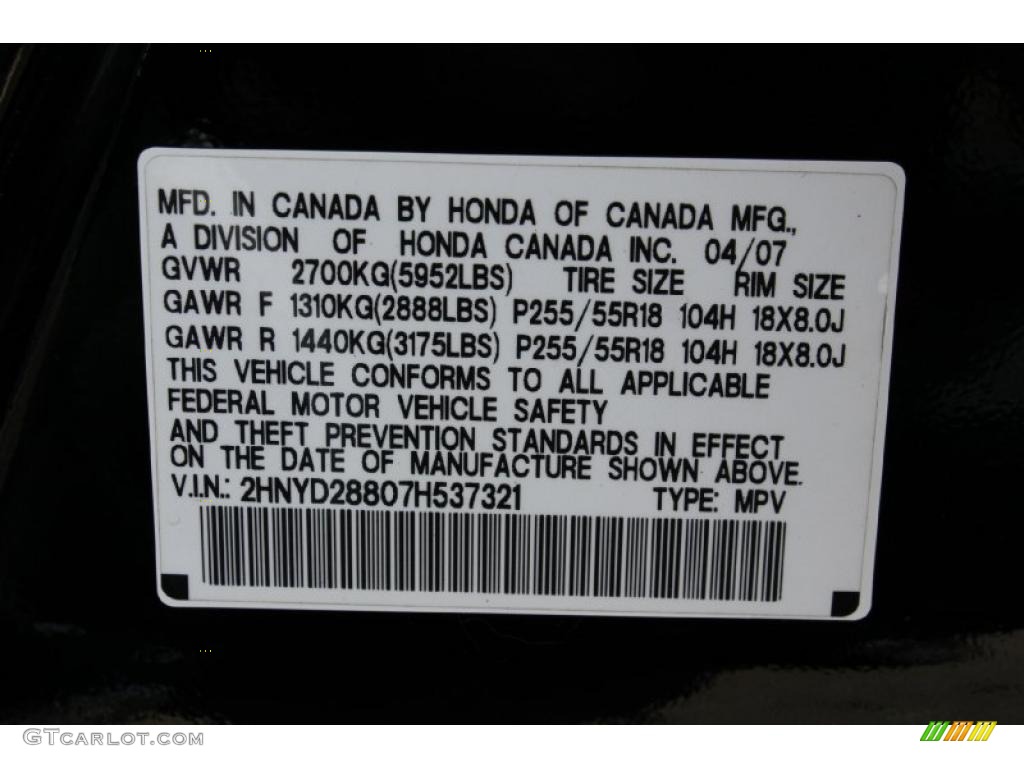 MFD. IN CANADA BY HONDA OF CANADA MFG.,
A DIVISION OF HONDA CANADA INC. 04/07
GVWR 2700KG(5952LBS) TIRE SIZE RIM SIZE
GAWR F 1310KG(2888LBS) P255/55R18 104H 18X8.0J
GAWR R 1440KG(3175LBS) P255/55R18 104H 18X8.0J
THIS VEHICLE CONFORMS TO ALL APPLICABLE
FEDERAL MOTOR VEHICLE SAFETY
AND THEFT PREVENTION STANDARDS IN EFFECT
ON THE DATE OF MANUFACTURE SHOWN ABOVE.
V.I.N.: 2HNYD28807H537321 TYPE: MPV
GTCARLOT.COM